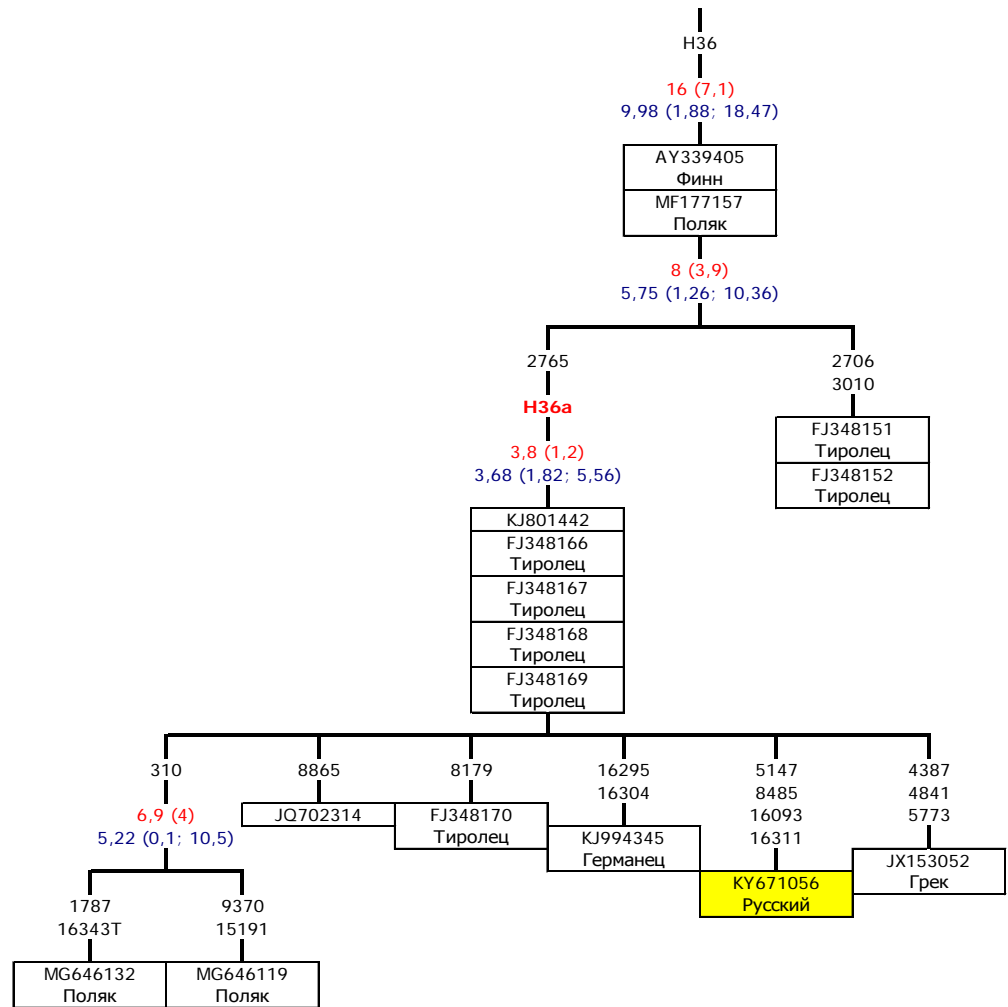 H36
16 (7,1)
9,98 (1,88; 18,47)
AY339405
Финн
MF177157
Поляк
8 (3,9)
5,75 (1,26; 10,36)
2765
H36a
3,8 (1,2)
3,68 (1,82; 5,56)
KJ801442
FJ348166
Тиролец
FJ348167
Тиролец
FJ348168
Тиролец
FJ348169
Тиролец
2706
3010
FJ348151
Тиролец
FJ348152
Тиролец
310
6,9 (4)
5,22 (0,1; 10,5)
1787
16343T
MG646132
Поляк
9370
15191
MG646119
Поляк
8865
JQ702314
8179
FJ348170
Тиролец
16295
16304
KJ994345
Германец
5147
8485
16093
16311
KY671056
Русский
4387
4841
5773
JX153052
Грек